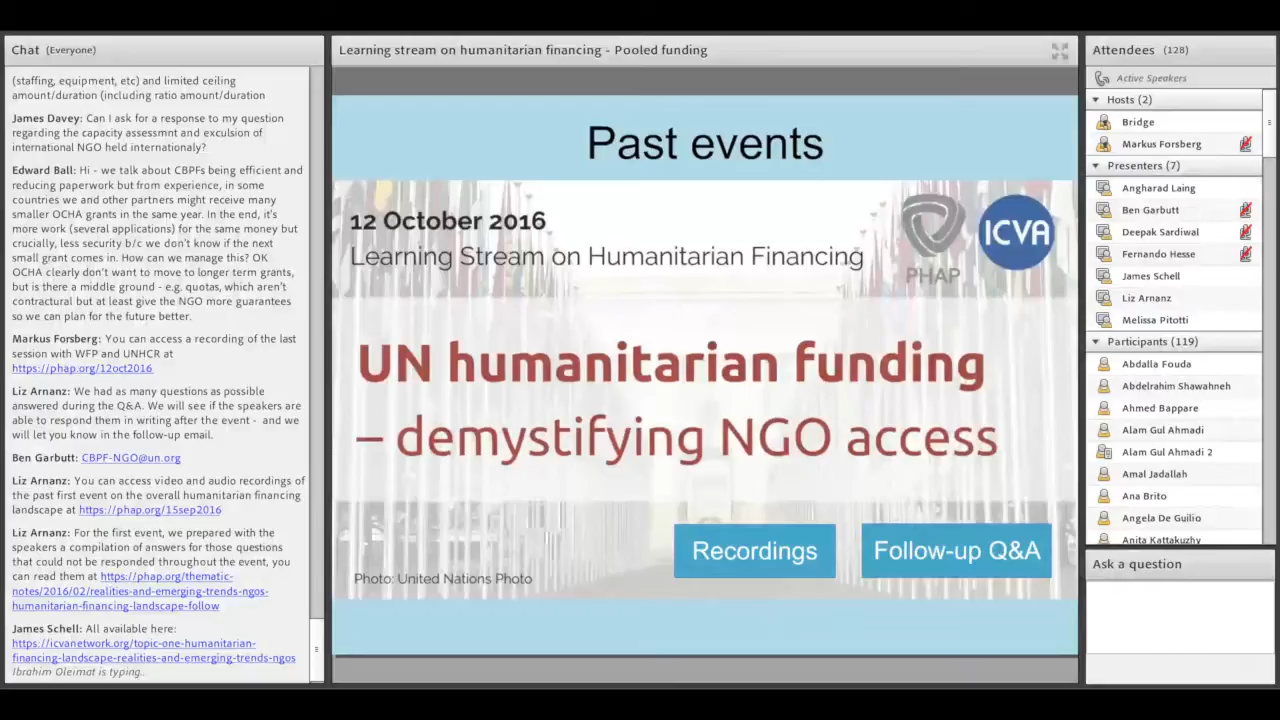 Chat (Everyone)
(staffing, equipment, etc) and limited ceiling
amount/duration (including ratio amount/duration
James Davey: Can I ask for a response to my question
regarding the capacity assessmnt and exculsion of
international NGO held internationaly?
Edward Ball: Hi - we talk about CBPFs being efficient and
reducing paperwork but from experience, in some
countries we and other partners might receive many
smaller OCHA grants in the same year. In the end, it's
more work (several applications) for the same money but
crucially, less security b/c we don't know if the next
small grant comes in. How can we manage this? OK
OCHA clearly don't want to move to longer term grants,
but is there a middle ground - e.g. quotas, which aren't
contractural but at least give the NGO more guarantees
so we can plan for the future better.
Markus Forsberg: You can access a recording of the last
session with WFP and UNHCR at
https://phap.org/12oct2016
Liz Arnanz: We had as many questions as possible
answered during the Q&A. We will see if the speakers are
able to respond them in writing after the event - and we
will let you know in the follow-up email.
Ben Garbutt: CBPF-NGO@un.org
Liz Arnanz: You can access video and audio recordings of
the past first event on the overall humanitarian financing
landscape at https://phap.org/15sep2016
Liz Arnanz: For the first event, we prepared with the
speakers a compilation of answers for those questions
that could not be responded throughout the event, you
can read them at https://phap.org/thematic-
notes/2016/02/realities-and-emerging-trends-ngos-
humanitarian-financing-landscape-follow
James Schell: All available here:
https://icvanetwork.org/topic-one-humanitarian-
financing-landscape-realities-and-emerging-trends-ngos
Ibrahim Oleimat is typing..
Learning stream on humanitarian financing - Pooled funding
Past events
12 October 2016
Learning Stream on Humanitarian Financing
PHAP
ICVA
UN humanitarian funding
– demystifying NGO access
Recordings
Follow-up Q&A
Photo: United Nations Photo
Attendees (128)
Active Speakers
Hosts (2)
Bridge
Markus Forsberg
Presenters (7)
Angharad Laing
Ben Garbutt
Deepak Sardiwal
Fernando Hesse
James Schell
Liz Arnanz
Melissa Pitotti
Participants (119)
Abdalla Fouda
Abdelrahim Shawahneh
Ahmed Bappare
Alam Gul Ahmadi
Alam Gul Ahmadi 2
Amal Jadallah
Ana Brito
Angela De Guilio
Anita Kattakuzhy
Ask a question